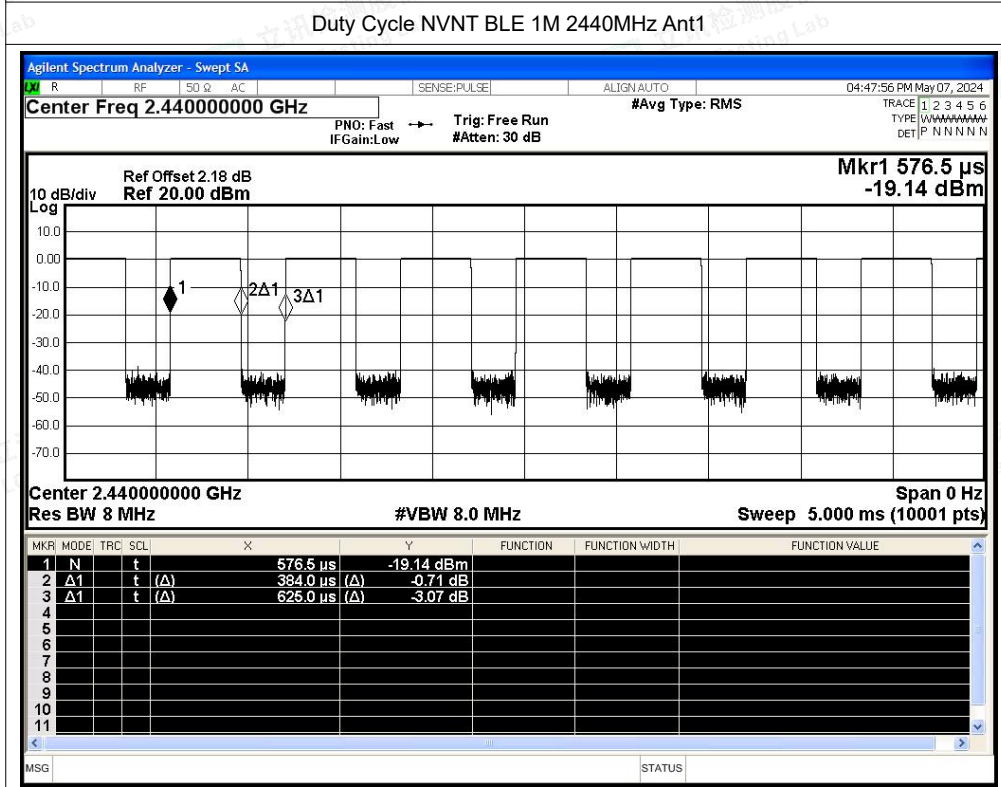 Duty Cycle NVNT BLE 1M 2440MHz Ant1
Agilent Spectrum Analyzer - Swept SA
LXI R RF 50 Ω AC SENSE:PULSE ALIGN AUTO 04:47:56 PM May 07, 2024
Center Freq 2.440000000 GHz #Avg Type: RMS TRACE 1 2 3 4 5 6
PNO: Fast Trig: Free Run TYPE WWWWWW
IFGain:Low #Atten: 30 dB DET P N N N N N
Mkr1 576.5 µs
Ref Offset 2.18 dB
10 dB/div Ref 20.00 dBm -19.14 dBm
Log
10.0
0.00
-10.0
1 2Δ1 3Δ1
-20.0
-30.0
-40.0
-50.0
-60.0
-70.0
Center 2.440000000 GHz Span 0 Hz
Res BW 8 MHz #VBW 8.0 MHz Sweep 5.000 ms (10001 pts)
MKR MODE TRC SCL X Y FUNCTION FUNCTION WIDTH FUNCTION VALUE
1 N t 576.5 µs -19.14 dBm
2 Δ1 t (Δ) 384.0 µs (Δ) -0.71 dB
3 Δ1 t (Δ) 625.0 µs (Δ) -3.07 dB
4
5
6
7
8
9
10
11
MSG STATUS